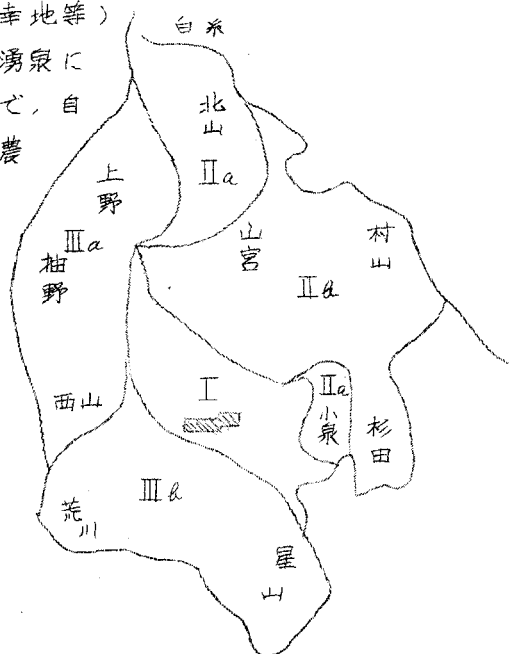 幸地等)
湧泉に
で,自
農
白糸
北山
IIa
上野
IIIa
柚野
山宮
村山
IIb
I
IIa
小泉
杉田
西山
IIIb
荒川
星山